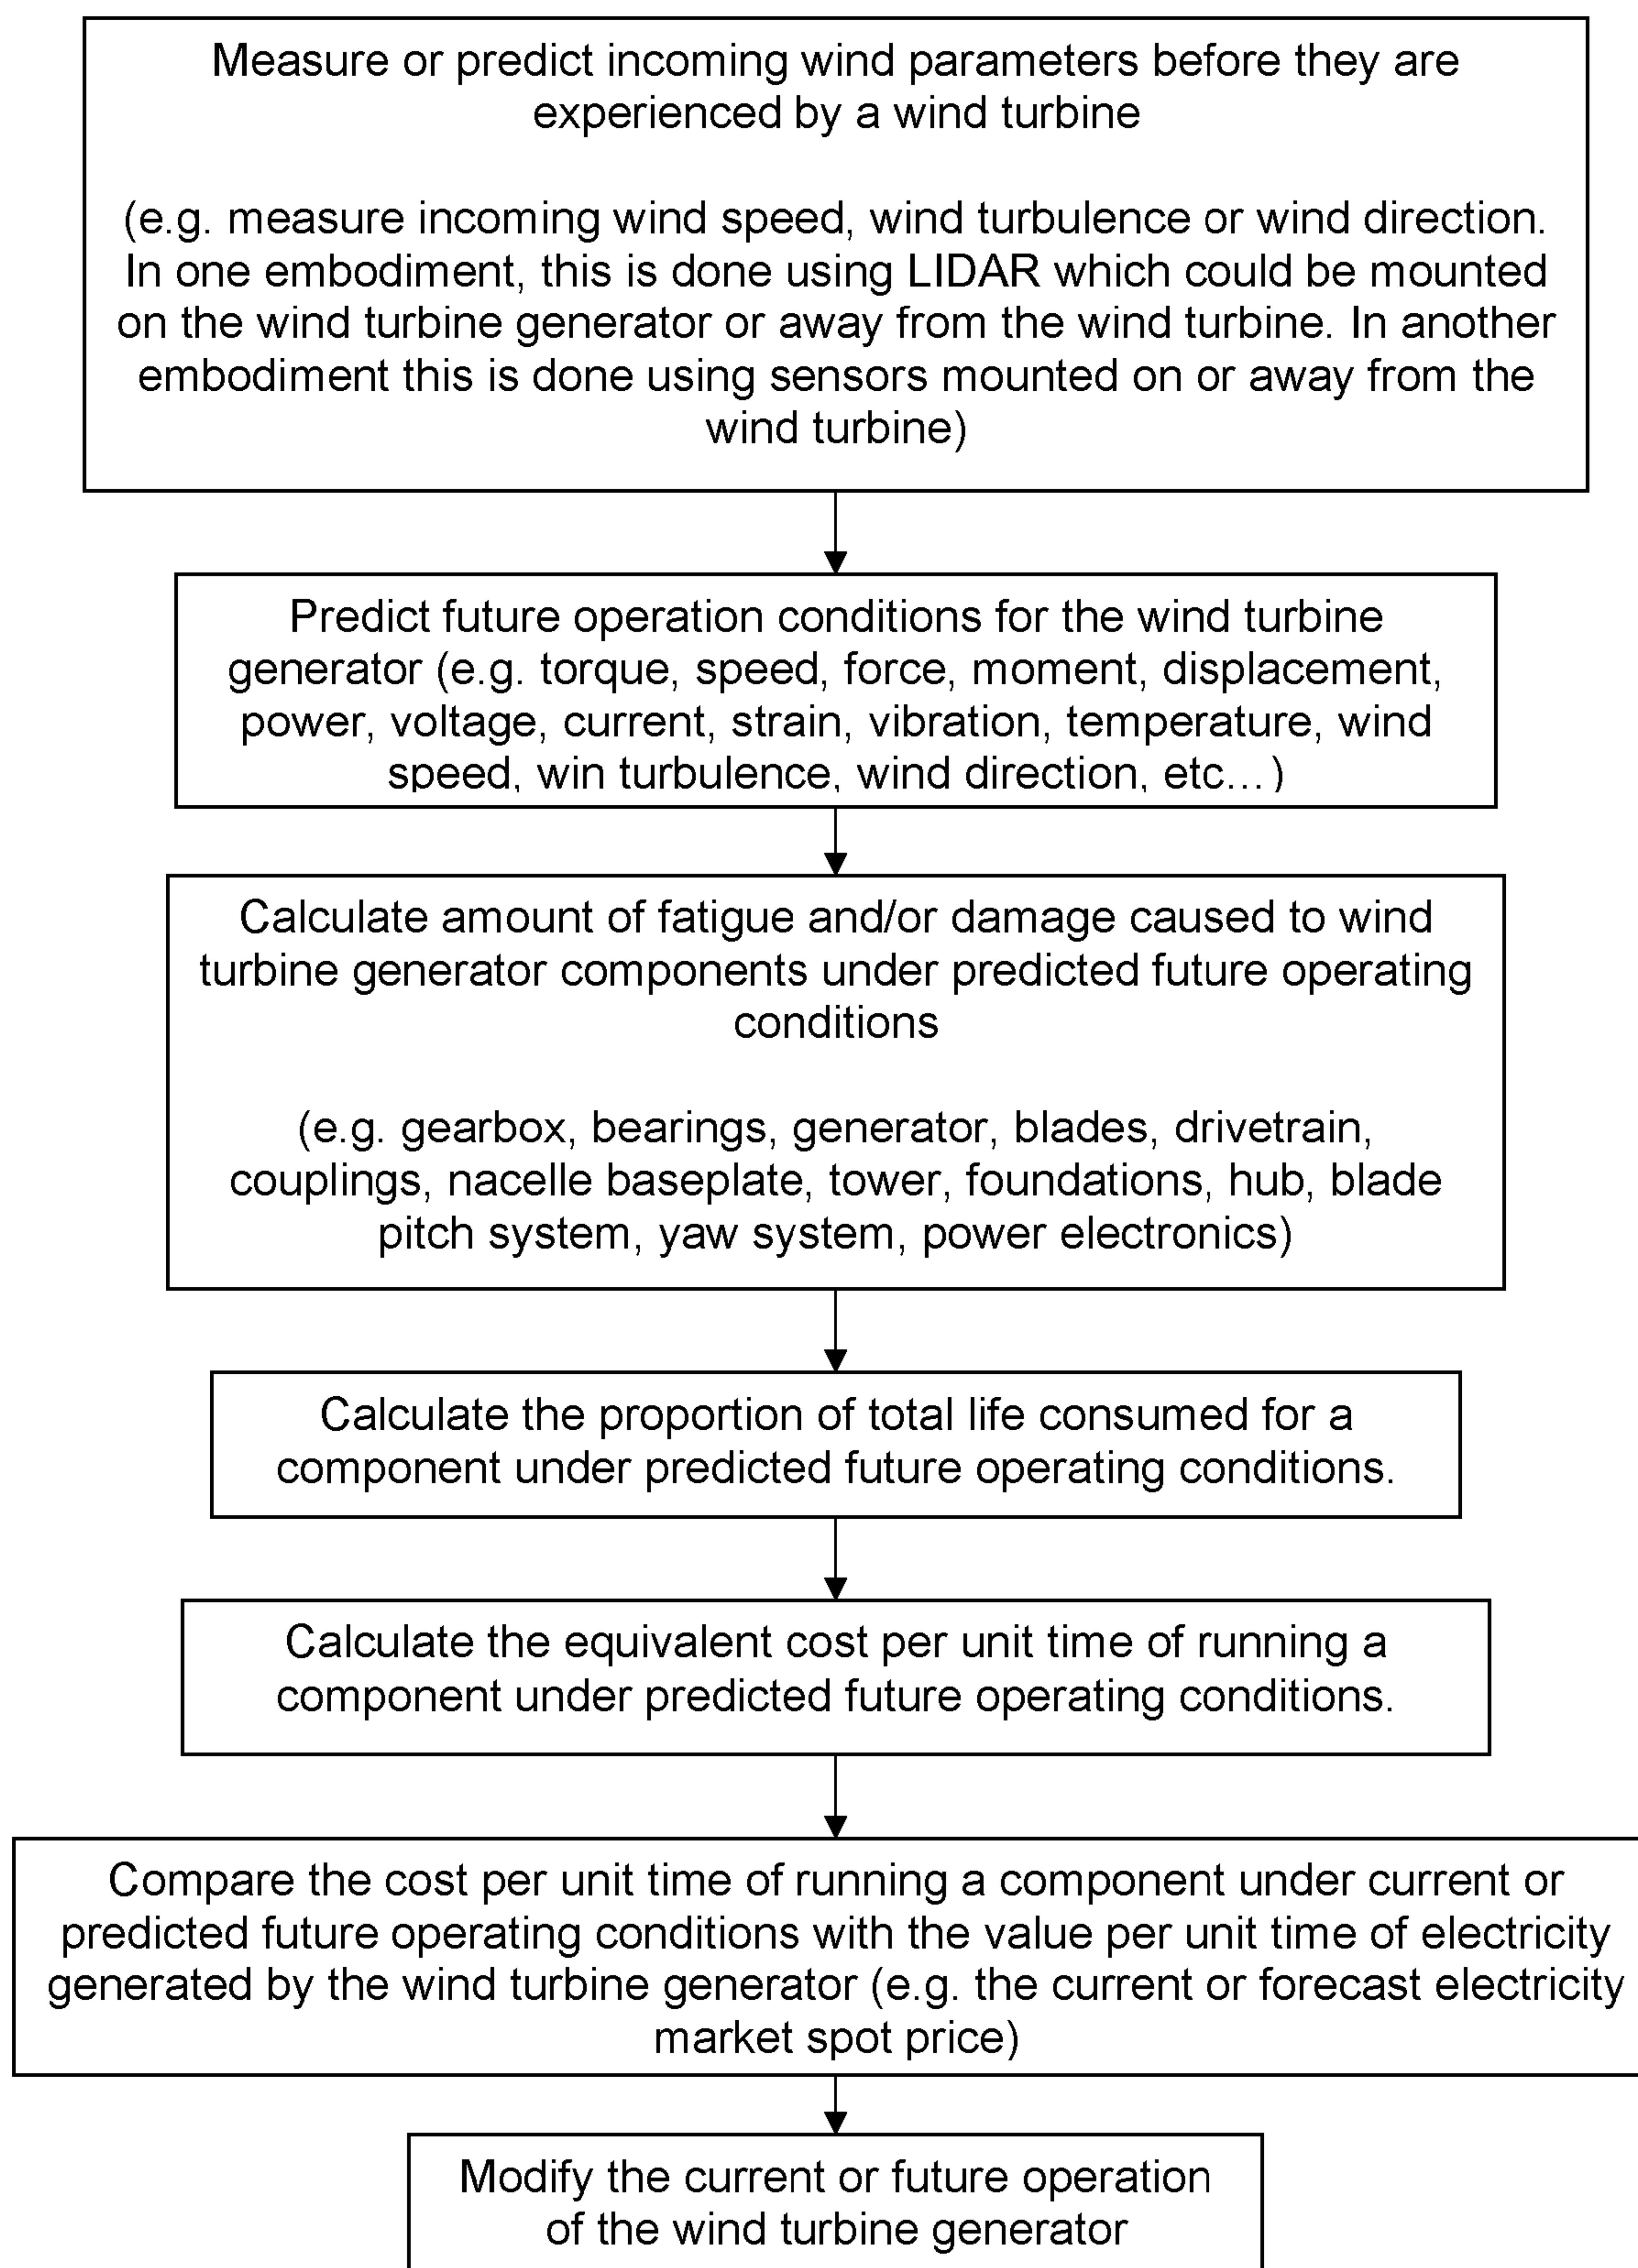 Measure or predict incoming wind parameters before they are
experienced by a wind turbine
(e.g. measure incoming wind speed, wind turbulence or wind direction.
In one embodiment, this is done using LIDAR which could be mounted
on the wind turbine generator or away from the wind turbine. In another
embodiment this is done using sensors mounted on or away from the
wind turbine)
Predict future operation conditions for the wind turbine
generator (e.g. torque, speed, force, moment, displacement,
power, voltage, current, strain, vibration, temperature, wind
speed, win turbulence, wind direction, etc…)
Calculate amount of fatigue and/or damage caused to wind
turbine generator components under predicted future operating
conditions
(e.g. gearbox, bearings, generator, blades, drivetrain,
couplings, nacelle baseplate, tower, foundations, hub, blade
pitch system, yaw system, power electronics)
Calculate the proportion of total life consumed for a
component under predicted future operating conditions.
Calculate the equivalent cost per unit time of running a
component under predicted future operating conditions.
Compare the cost per unit time of running a component under current or
predicted future operating conditions with the value per unit time of electricity
generated by the wind turbine generator (e.g. the current or forecast electricity
market spot price)
Modify the current or future operation
of the wind turbine generator